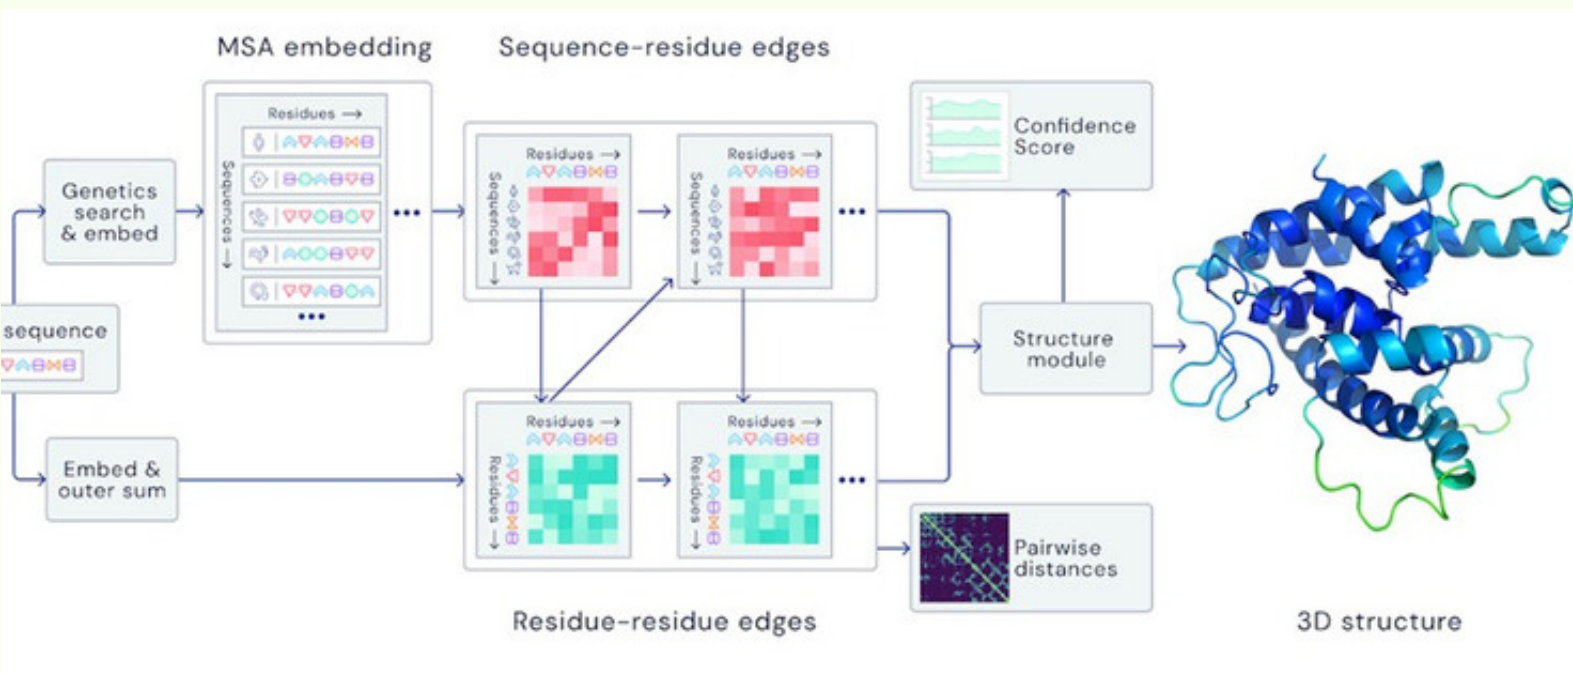 MSA embedding
Sequence-residue edges
Residues →
Sequences →
Genetics
search
& embed
Residues →
Sequences →
Residues →
Sequences →
Confidence
Score
sequence
Structure
module
Embed &
outer sum
Residues →
Residues →
Residues →
Residues →
Pairwise
distances
Residue-residue edges
3D structure